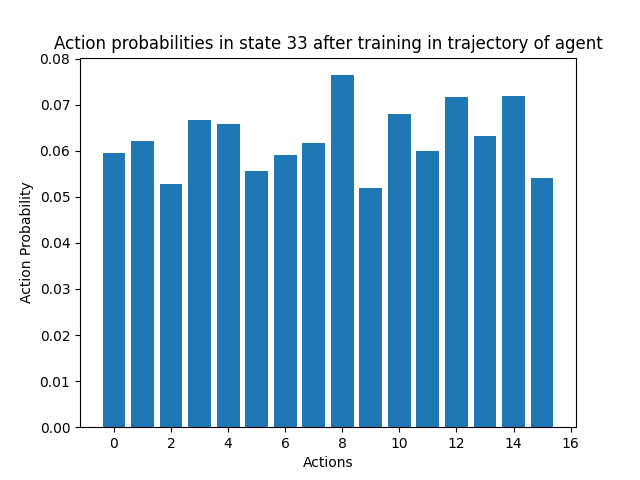 Action probabilities in state 33 after training in trajectory of agent
0.08
0.07
0.06
0.05
0.04
0.03
0.02
0.01
0.00
Action Probability
0 2 4 6 8 10 12 14 16
Actions